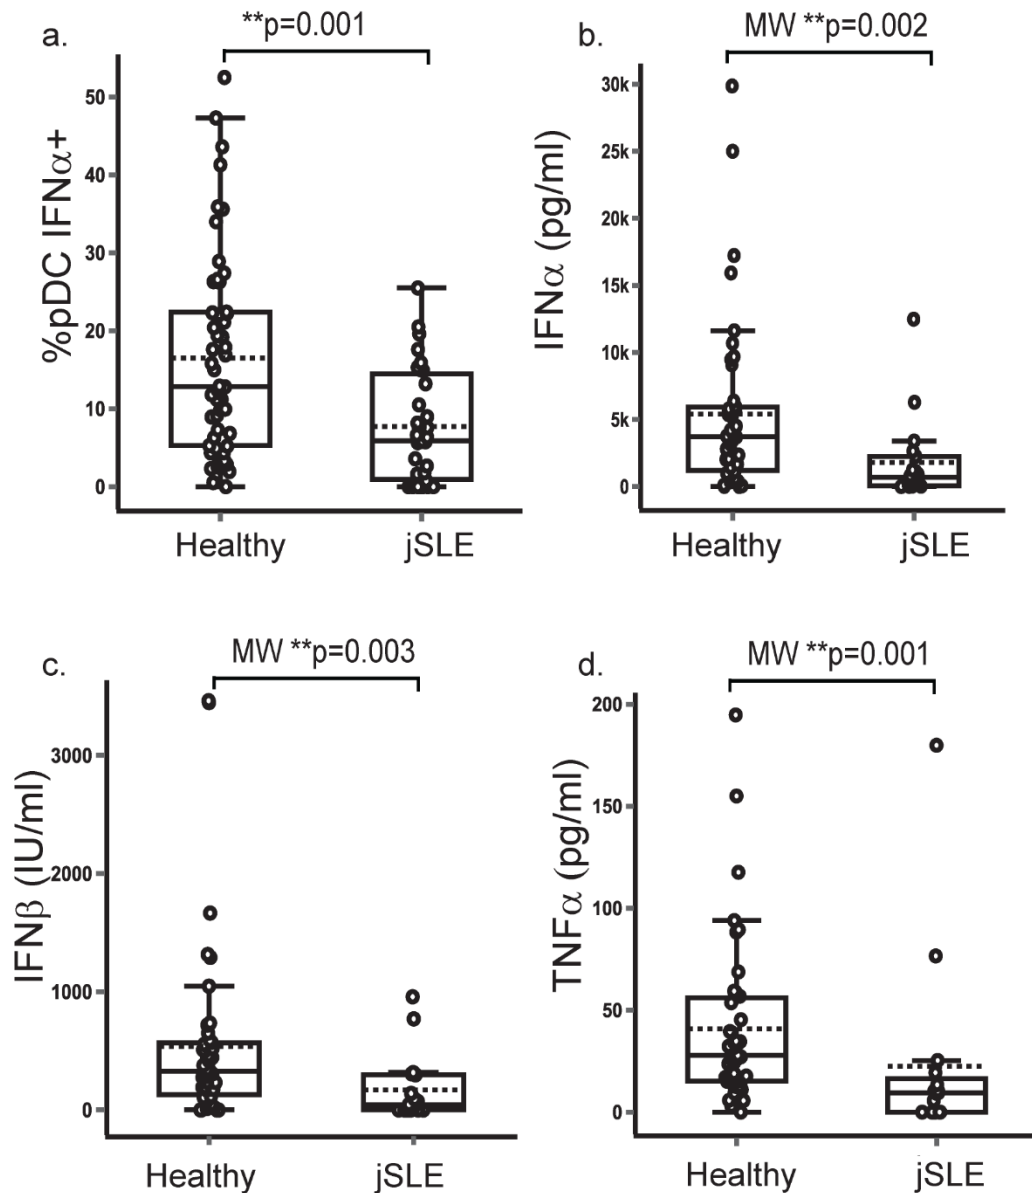 a.
**p=0.001
%pDC IFNα+
50
40
30
20
10
0
Healthy
jSLE
b.
MW **p=0.002
IFNα (pg/ml)
30k
25k
20k
15k
10k
5k
0
Healthy
jSLE
c.
MW **p=0.003
IFNβ (IU/ml)
3000
2000
1000
0
Healthy
jSLE
d.
MW **p=0.001
TNFα (pg/ml)
200
150
100
50
0
Healthy
jSLE